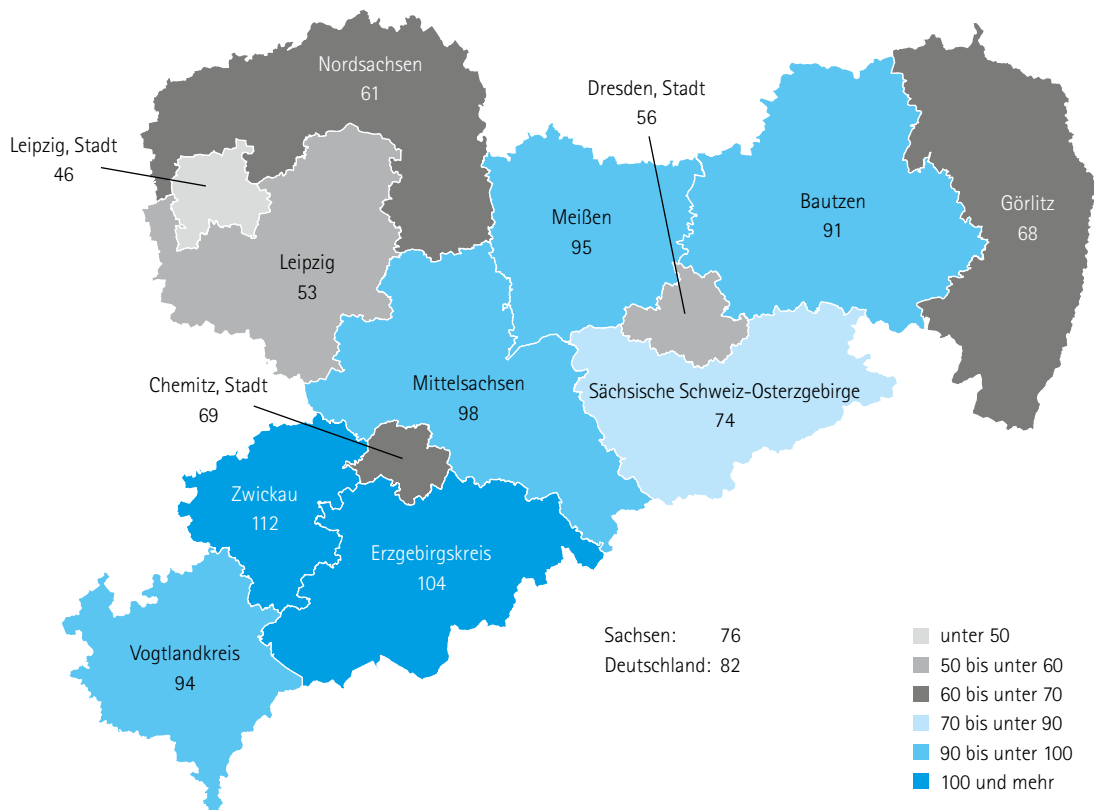 Nordsachsen
61
Dresden, Stadt
56
Leipzig, Stadt
46
Meißen
95
Bautzen
91
Görlitz
68
Leipzig
53
Chemitz, Stadt
69
Mittelsachsen
98
Sächsische Schweiz-Osterzgebirge
74
Zwickau
112
Erzgebirgskreis
104
Vogtlandkreis
94
Sachsen: 76
Deutschland: 82
unter 50
50 bis unter 60
60 bis unter 70
70 bis unter 90
90 bis unter 100
100 und mehr